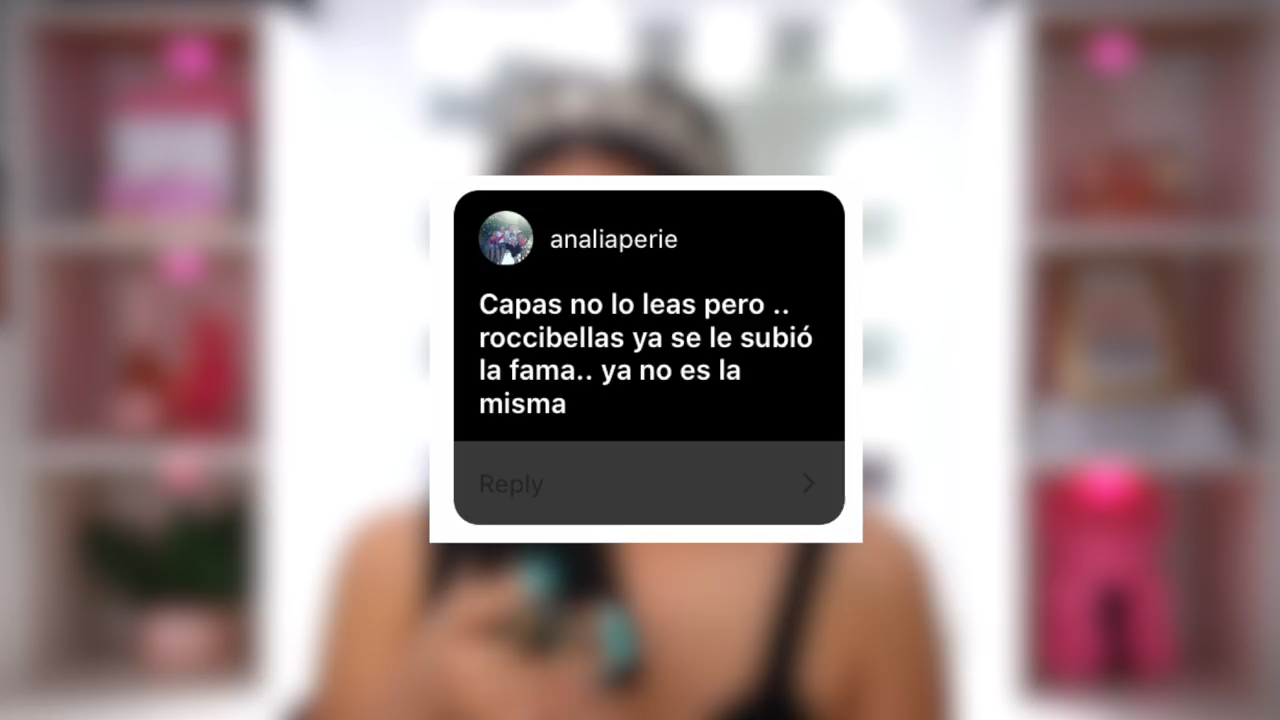 analiaperie
Capas no lo leas pero ..
roccibellas ya se le subió
la fama.. ya no es la
misma
Reply